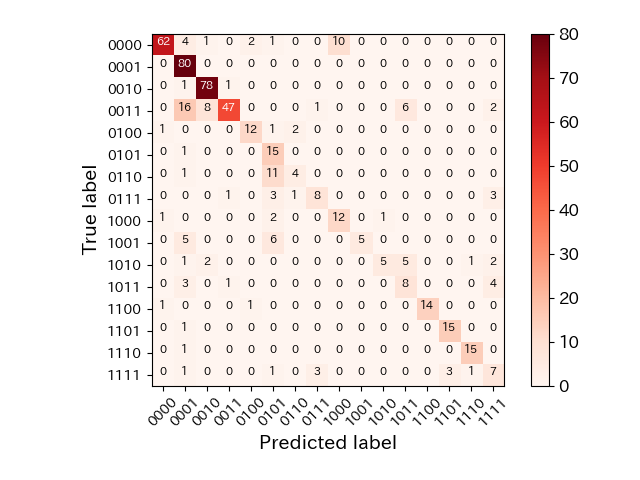 0000 62 4 1 0 2 1 0 0 10 0 0 0 0 0 0 0
0001 0 80 0 0 0 0 0 0 0 0 0 0 0 0 0 0
0010 0 1 78 1 0 0 0 0 0 0 0 0 0 0 0 0
0011 0 16 8 47 0 0 0 1 0 0 0 6 0 0 0 2
0100 1 0 0 0 12 1 2 0 0 0 0 0 0 0 0 0
0101 0 1 0 0 0 15 0 0 0 0 0 0 0 0 0 0
0110 0 1 0 0 0 11 4 0 0 0 0 0 0 0 0 0
0111 0 0 0 1 0 3 1 8 0 0 0 0 0 0 0 3
1000 1 0 0 0 0 2 0 0 12 0 1 0 0 0 0 0
1001 0 5 0 0 0 6 0 0 0 5 0 0 0 0 0 0
1010 0 1 2 0 0 0 0 0 0 0 5 5 0 0 1 2
1011 0 3 0 1 0 0 0 0 0 0 0 8 0 0 0 4
1100 1 0 0 0 1 0 0 0 0 0 0 0 14 0 0 0
1101 0 1 0 0 0 0 0 0 0 0 0 0 0 15 0 0
1110 0 1 0 0 0 0 0 0 0 0 0 0 0 0 15 0
1111 0 1 0 0 0 1 0 3 0 0 0 0 0 3 1 7
0000 0001 0010 0011 0100 0101 0110 0111 1000 1001 1010 1011 1100 1101 1110 1111
Predicted label
True label
80
70
60
50
40
30
20
10
0